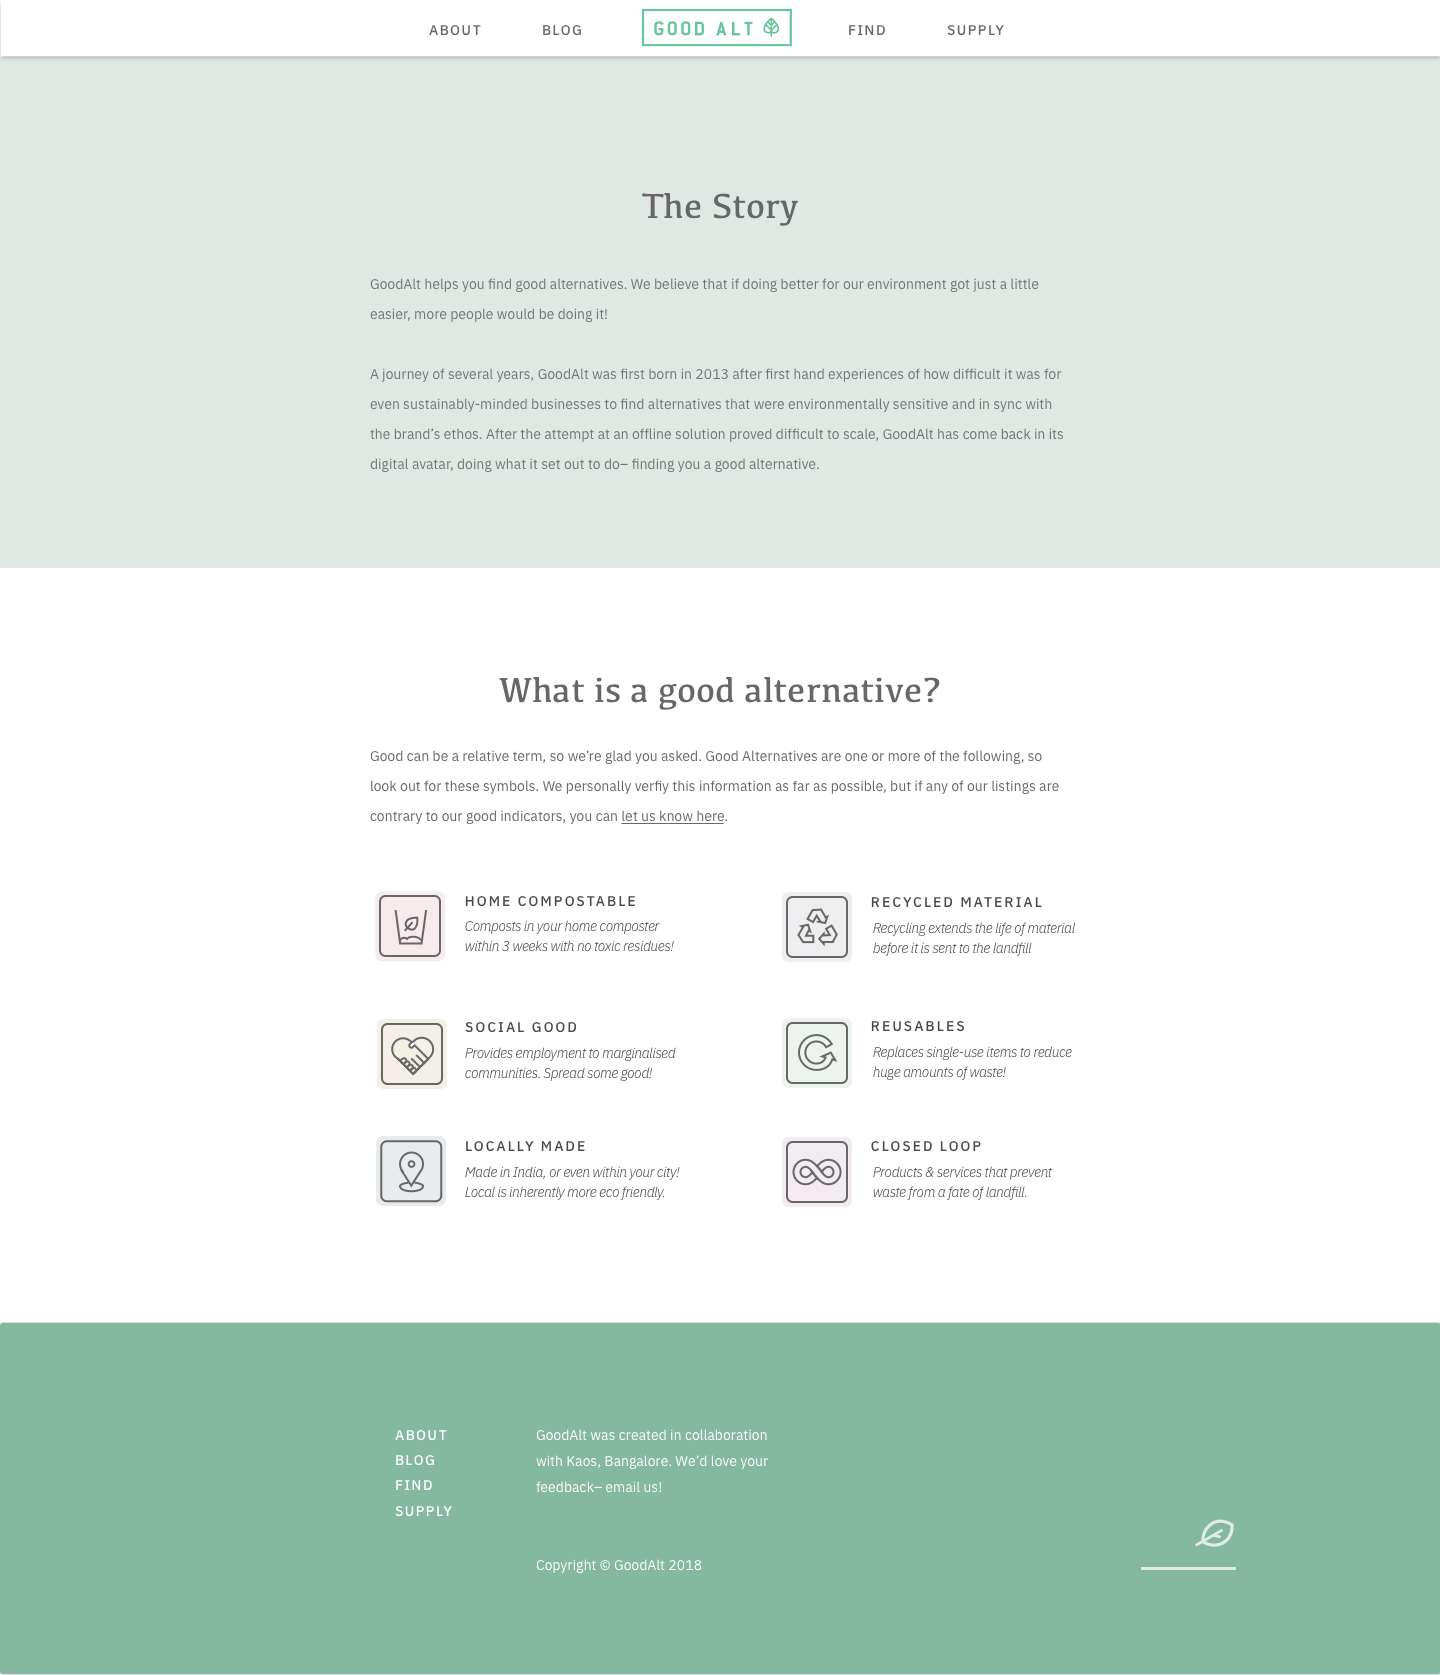 ABOUT BLOG GOOD ALT FIND SUPPLY
The Story
GoodAlt helps you find good alternatives. We believe that if doing better for our environment got just a little
easier, more people would be doing it!
A journey of several years, GoodAlt was first born in 2013 after first hand experiences of how difficult it was for
even sustainably-minded businesses to find alternatives that were environmentally sensitive and in sync with
the brand’s ethos. After the attempt at an offline solution proved difficult to scale, GoodAlt has come back in its
digital avatar, doing what it set out to do– finding you a good alternative.
What is a good alternative?
Good can be a relative term, so we’re glad you asked. Good Alternatives are one or more of the following, so
look out for these symbols. We personally verfiy this information as far as possible, but if any of our listings are
contrary to our good indicators, you can let us know here.
HOME COMPOSTABLE
Composts in your home composter
within 3 weeks with no toxic residues!
RECYCLED MATERIAL
Recycling extends the life of material
before it is sent to the landfill
SOCIAL GOOD
Provides employment to marginalised
communities. Spread some good!
REUSABLES
Replaces single-use items to reduce
huge amounts of waste!
LOCALLY MADE
Made in India, or even within your city!
Local is inherently more eco friendly.
CLOSED LOOP
Products & services that prevent
waste from a fate of landfill.
ABOUT
BLOG
FIND
SUPPLY
GoodAlt was created in collaboration
with Kaos, Bangalore. We’d love your
feedback– email us!
Copyright © GoodAlt 2018